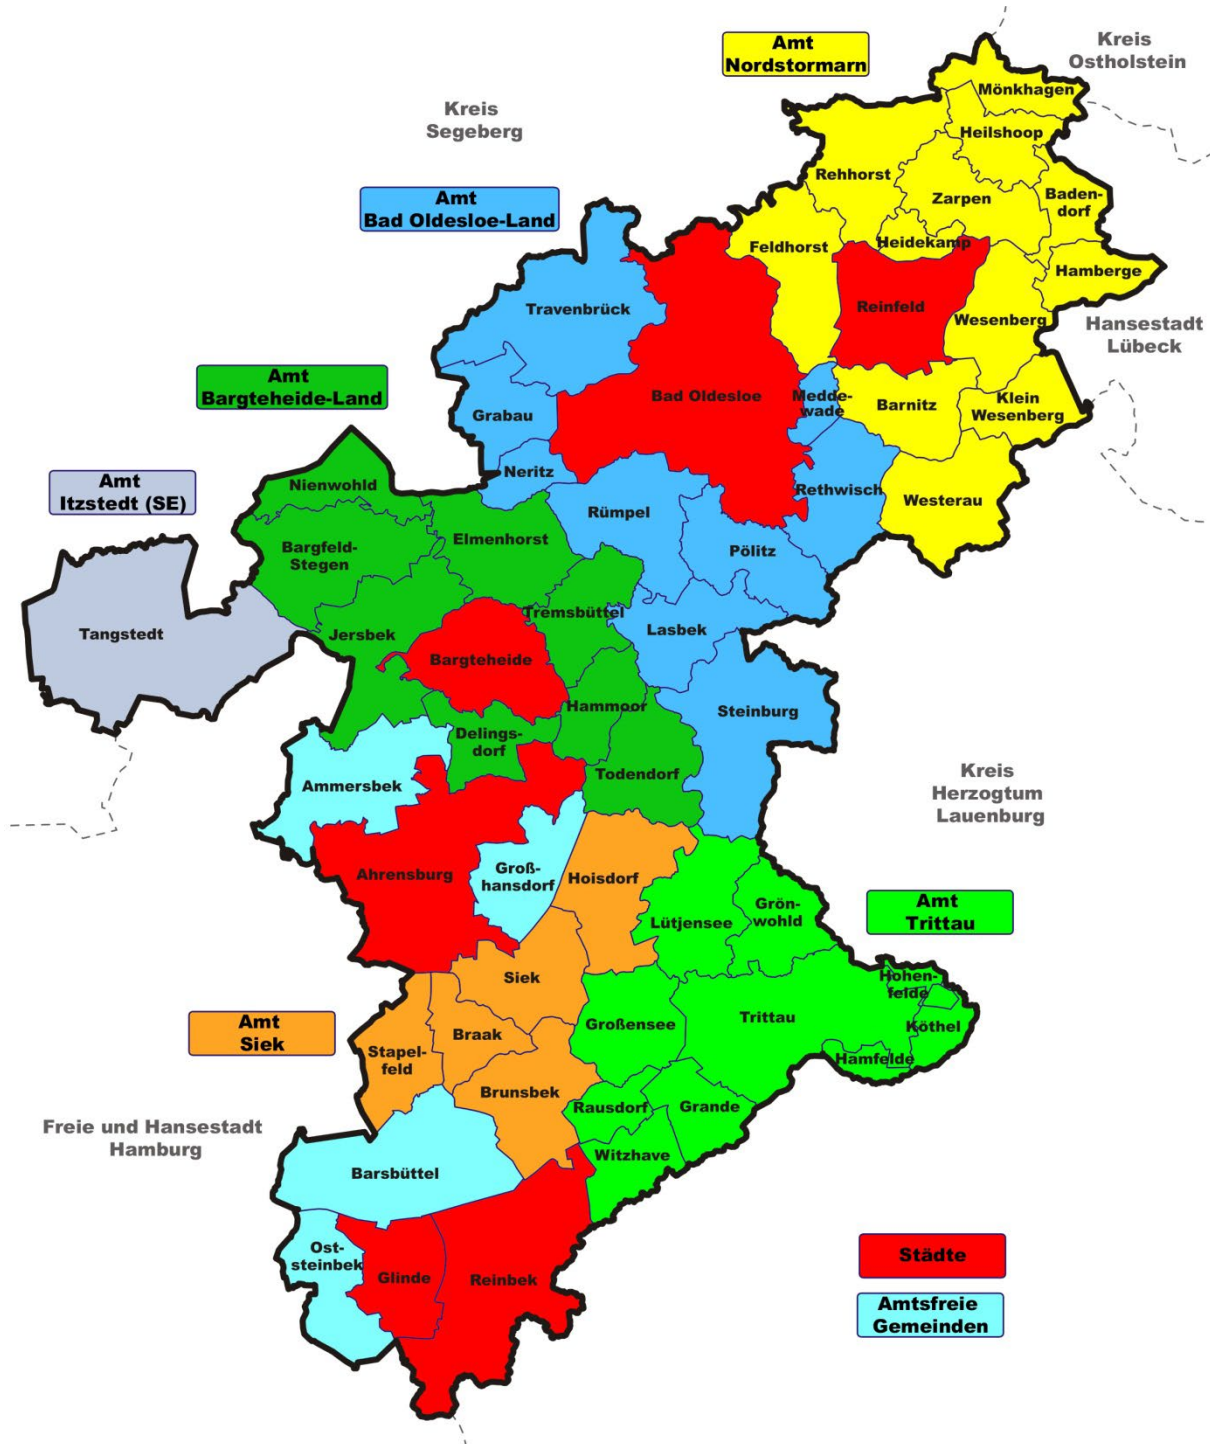 Amt
Nordstormarn
Kreis
Ostholstein
Mönkhagen
Kreis
Segeberg
Heilshoop
Rehhorst
Amt
Bad Oldesloe-Land
Zarpen
Baden-
dorf
Feldhorst
Heidekamp
Hamberge
Travenbrück
Reinfeld
Wesenberg
Hansestadt
Lübeck
Amt
Bargteheide-Land
Bad Oldesloe
Medde-
wade
Barnitz
Klein
Wesenberg
Grabau
Neritz
Amt
Itzstedt (SE)
Nienwohld
Rethwisch
Westerau
Rümpel
Bargfeld-
Stegen
Elmenhorst
Pölitz
Tremsbüttel
Tangstedt
Jersbek
Lasbek
Bargteheide
Hammoor
Steinburg
Delings-
dorf
Todendorf
Ammersbek
Kreis
Herzogtum
Lauenburg
Ahrensburg
Groß-
hansdorf
Hoisdorf
Grön-
wohld
Lütjensee
Amt
Trittau
Siek
Hohen-
felde
Amt
Siek
Braak
Großensee
Trittau
Köthel
Stapel-
feld
Hamfelde
Brunsbek
Rausdorf
Grande
Freie und Hansestadt
Hamburg
Witzhave
Barsbüttel
Ost-
steinbek
Glinde
Reinbek
Städte
Amtsfreie
Gemeinden